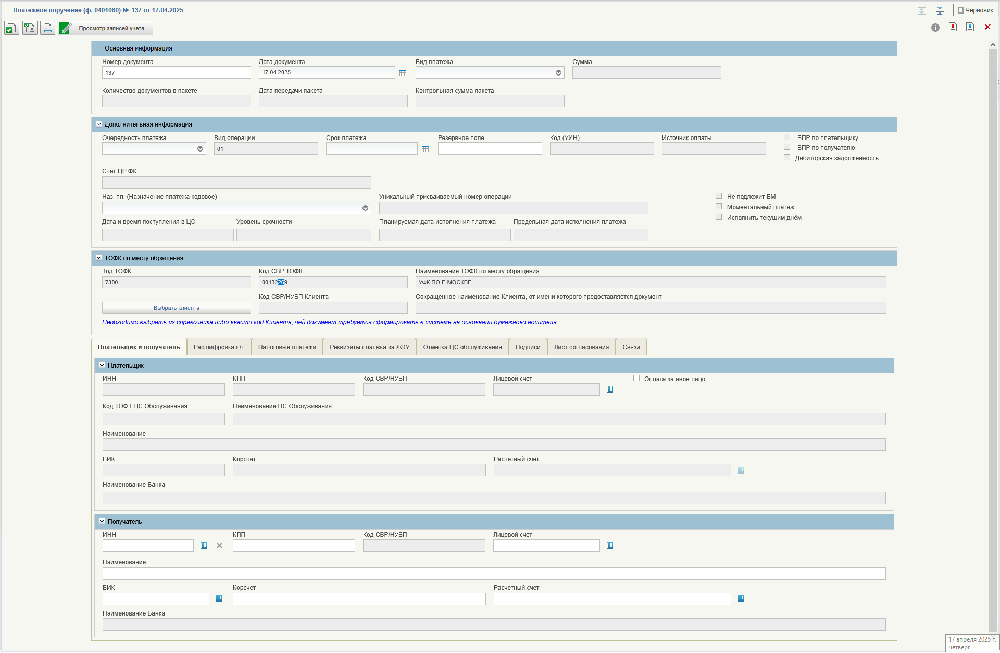 Платежное поручение (ф. 0401060) № 137 от 17.04.2025
Черновик
Просмотр записей учета
Основная информация
Номер документа
Дата документа
Вид платежа
Сумма
137
17.04.2025
Количество документов в пакете
Дата передачи пакета
Контрольная сумма пакета
Дополнительная информация
Очередность платежа
Вид операции
Срок платежа
Резервное поле
Код (УИН)
Источник оплаты
БПР по плательщику
01
БПР по получателю
Дебиторская задолженность
Счет ЦР ФК
Наз. пл. (Назначение платежа кодовое)
Уникальный присваиваемый номер операции
Не подлежит БМ
Моментальный платеж
Исполнить текущим днём
Дата и время поступления в ЦС
Уровень срочности
Планируемая дата исполнения платежа
Предельная дата исполнения платежа
ТОФК по месту обращения
Код ТОФК
Код СВР ТОФК
Наименование ТОФК по месту обращения
7300
00132269
УФК ПО Г. МОСКВЕ
Код СВР/НУБП Клиента
Сокращенное наименование Клиента, от имени которого предоставляется документ
Выбрать клиента
Необходимо выбрать из справочника либо ввести код Клиента, чей документ требуется сформировать в системе на основании бумажного носителя
Плательщик и получатель
Расшифровка п/п
Налоговые платежи
Реквизиты платежа за ЖКУ
Отметка ЦС обслуживания
Подписи
Лист согласования
Связи
Плательщик
ИНН
КПП
Код СВР/НУБП
Лицевой счет
Оплата за иное лицо
Код ТОФК ЦС Обслуживания
Наименование ЦС Обслуживания
Наименование
БИК
Корсчет
Расчетный счет
Наименование Банка
Получатель
ИНН
КПП
Код СВР/НУБП
Лицевой счет
Наименование
БИК
Корсчет
Расчетный счет
Наименование Банка
17 апреля 2025 г.
четверг